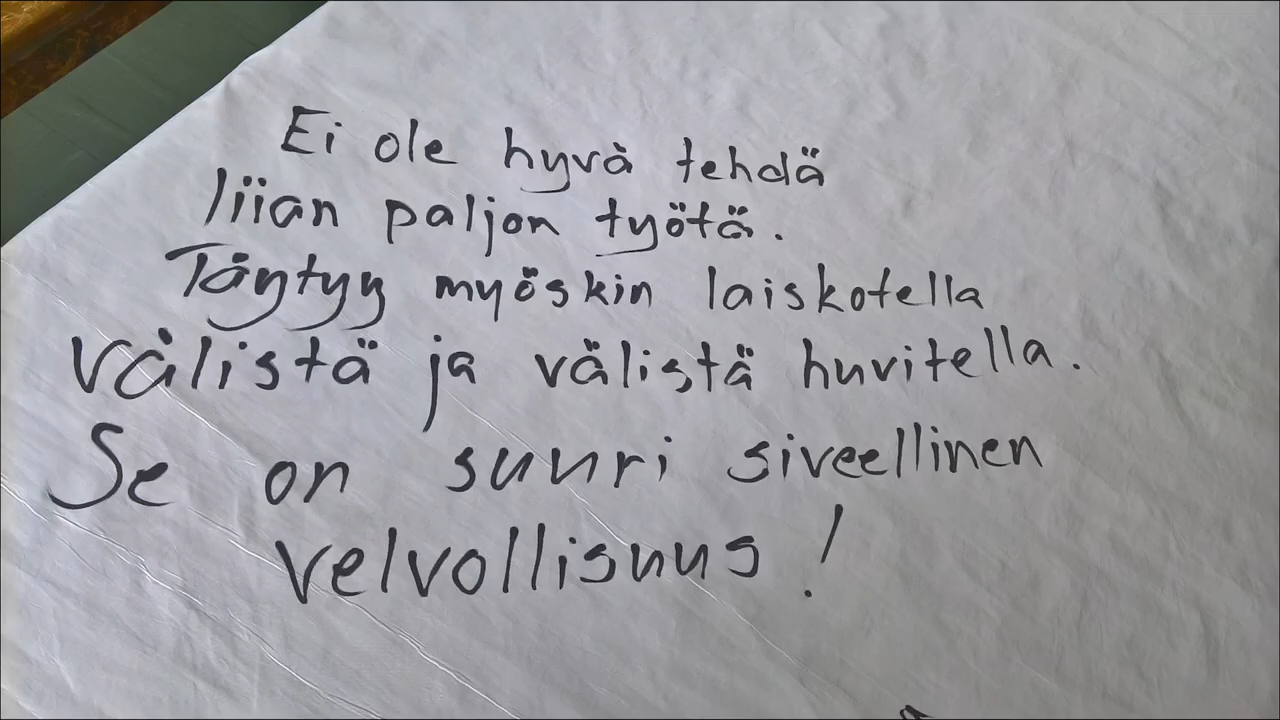 Ei ole hyvä tehdä
liian paljon työtä.
Täytyy myöskin laiskotella
välistä ja välistä huvitella.
Se on suuri siveellinen
velvollisuus!